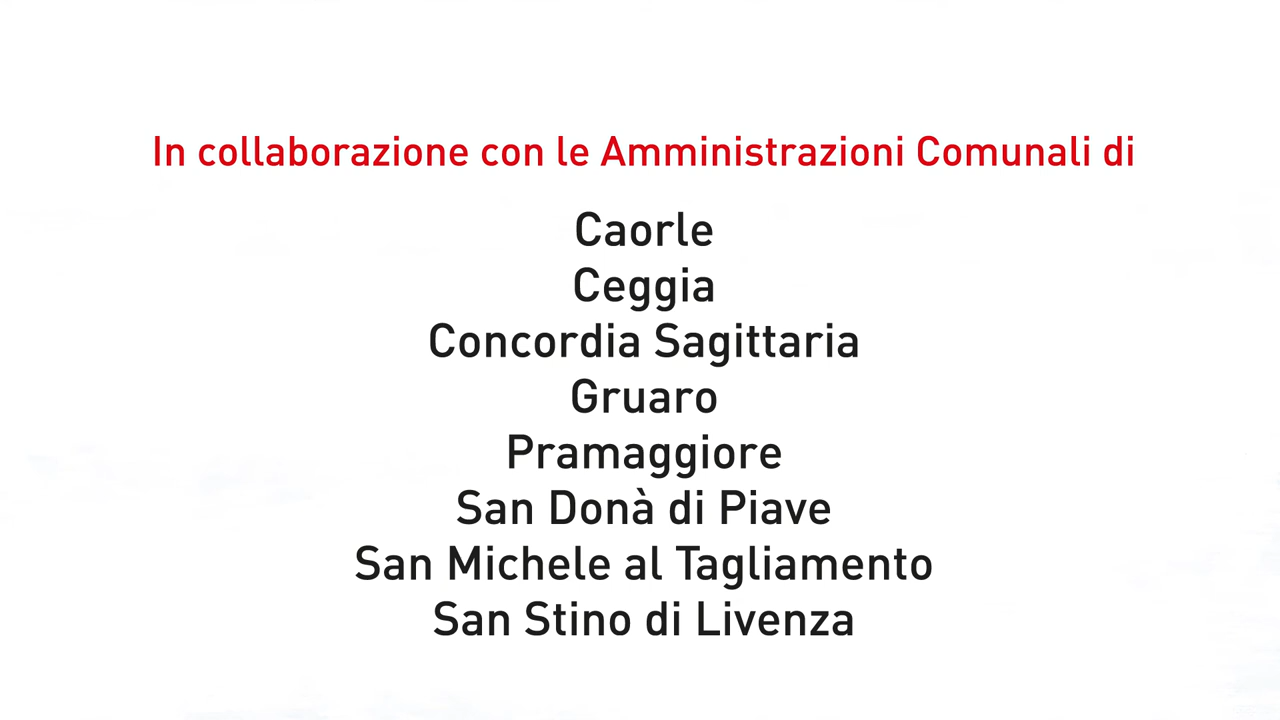 In collaborazione con le Amministrazioni Comunali di
Caorle
Ceggia
Concordia Sagittaria
Gruaro
Pramaggiore
San Donà di Piave
San Michele al Tagliamento
San Stino di Livenza